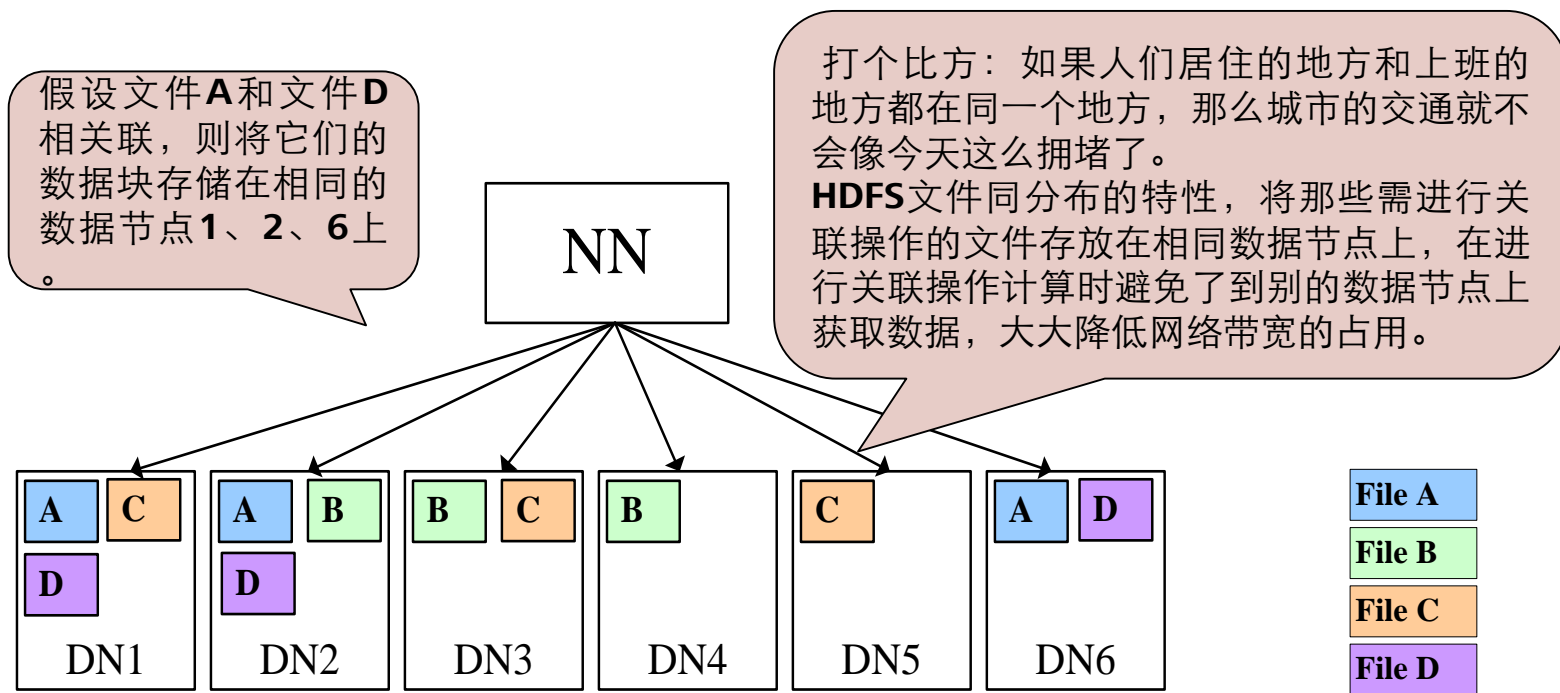 假设文件A和文件D
相关联，则将它们的
数据块存储在相同的
数据节点1、2、6上
。
打个比方：如果人们居住的地方和上班的
地方都在同一个地方，那么城市的交通就不
会像今天这么拥堵了。
HDFS文件同分布的特性，将那些需进行关
联操作的文件存放在相同数据节点上，在进
行关联操作计算时避免了到别的数据节点上
获取数据，大大降低网络带宽的占用。
NN
A C
D
DN1
A B
D
DN2
B C
DN3
B
DN4
C
DN5
A D
DN6
File A
File B
File C
File D